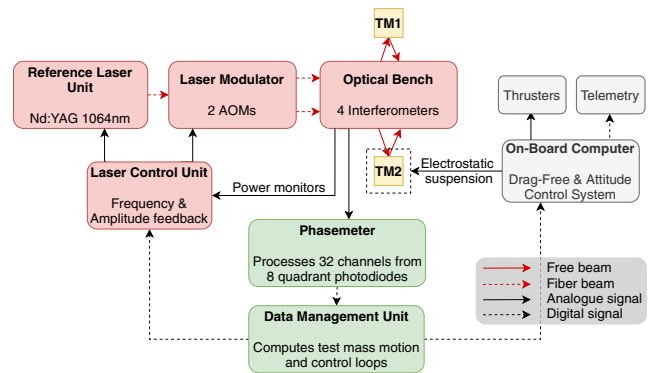 TM1
Reference Laser
Unit
Nd:YAG 1064nm
Laser Modulator
2 AOMs
Optical Bench
4 Interferometers
Thrusters
Telemetry
TM2
Electrostatic
suspension
On-Board Computer
Drag-Free & Attitude
Control System
Laser Control Unit
Frequency &
Amplitude feedback
Power monitors
Phasemeter
Processes 32 channels from
8 quadrant photodiodes
Free beam
Fiber beam
Analogue signal
Digital signal
Data Management Unit
Computes test mass motion
and control loops